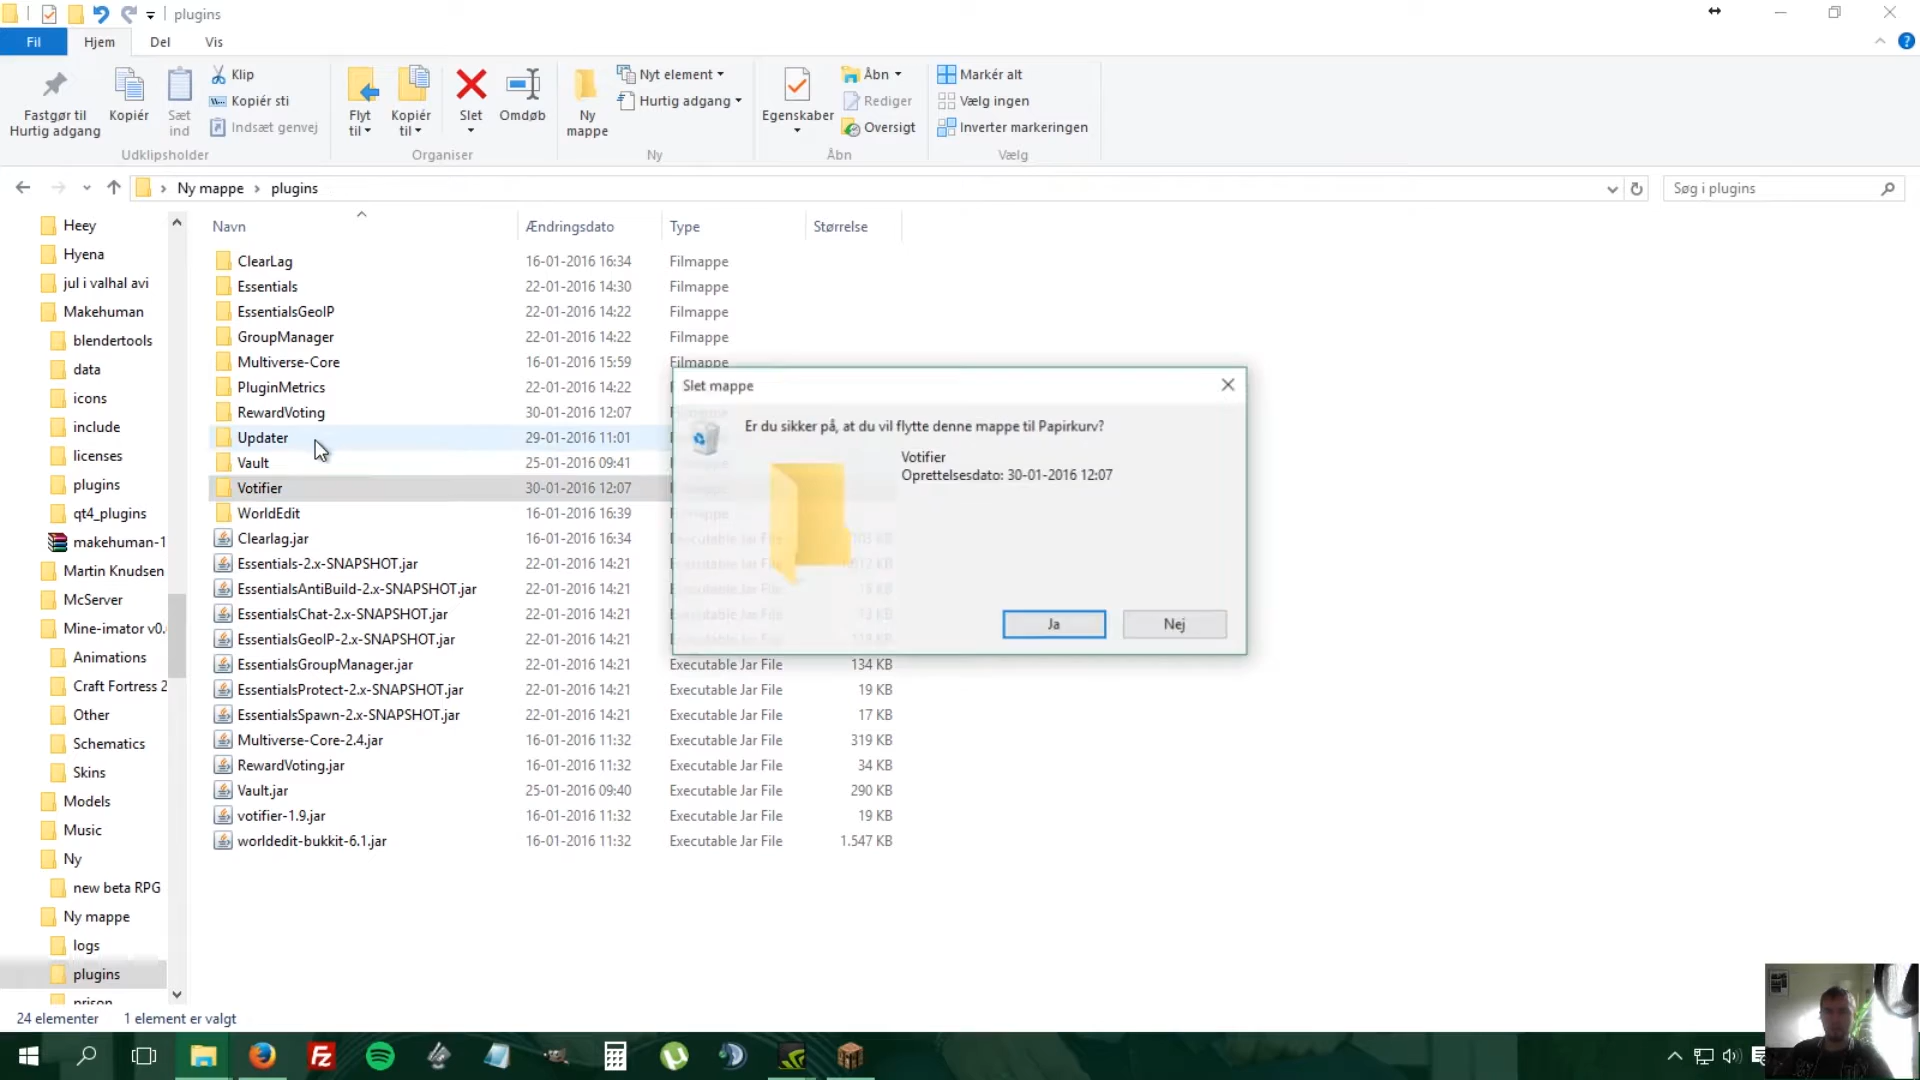 plugins
Fil
Hjem
Del
Vis
Fastgør til
Hurtig adgang
Kopiér
Sæt
ind
Klip
Kopiér sti
Indsæt genvej
Udklipsholder
Flyt
til
Kopiér
til
Slet
Omdøb
Organiser
Ny
mappe
Nyt element
Hurtig adgang
Ny
Egenskaber
Åbn
Rediger
Oversigt
Åbn
Markér alt
Vælg ingen
Inverter markeringen
Vælg
Ny mappe
plugins
Søg i plugins
Heey
Hyena
jul i valhal avi
Makehuman
blendertools
data
icons
include
licenses
plugins
qt4_plugins
makehuman-1
Martin Knudsen
McServer
Mine-imator v0.
Animations
Craft Fortress 2
Other
Schematics
Skins
Models
Music
Ny
new beta RPG
Ny mappe
logs
plugins
prison
Navn Ændringsdato Type Størrelse
ClearLag 16-01-2016 16:34 Filmappe
Essentials 22-01-2016 14:30 Filmappe
EssentialsGeoIP 22-01-2016 14:22 Filmappe
GroupManager 22-01-2016 14:22 Filmappe
Multiverse-Core 16-01-2016 15:59 Filmappe
PluginMetrics 22-01-2016 14:22
RewardVoting 30-01-2016 12:07
Updater 29-01-2016 11:01
Vault 25-01-2016 09:41
Votifier 30-01-2016 12:07
WorldEdit 16-01-2016 16:39
Clearlag.jar 16-01-2016 16:34
Essentials-2.x-SNAPSHOT.jar 22-01-2016 14:21
EssentialsAntiBuild-2.x-SNAPSHOT.jar 22-01-2016 14:21
EssentialsChat-2.x-SNAPSHOT.jar 22-01-2016 14:21
EssentialsGeoIP-2.x-SNAPSHOT.jar 22-01-2016 14:21
EssentialsGroupManager.jar 22-01-2016 14:21 Executable Jar File 134 KB
EssentialsProtect-2.x-SNAPSHOT.jar 22-01-2016 14:21 Executable Jar File 19 KB
EssentialsSpawn-2.x-SNAPSHOT.jar 22-01-2016 14:21 Executable Jar File 17 KB
Multiverse-Core-2.4.jar 16-01-2016 11:32 Executable Jar File 319 KB
RewardVoting.jar 16-01-2016 11:32 Executable Jar File 34 KB
Vault.jar 25-01-2016 09:40 Executable Jar File 290 KB
votifier-1.9.jar 16-01-2016 11:32 Executable Jar File 19 KB
worldedit-bukkit-6.1.jar 16-01-2016 11:32 Executable Jar File 1.547 KB
Slet mappe
Er du sikker på, at du vil flytte denne mappe til Papirkurv?
Votifier
Oprettelsesdato: 30-01-2016 12:07
Ja
Nej
24 elementer
1 element er valgt